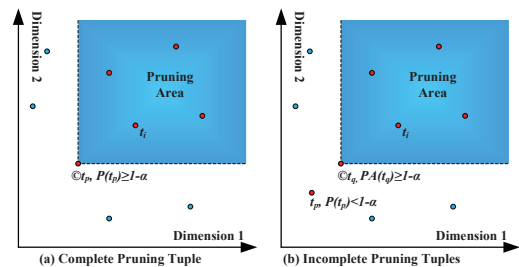 Dimension 2
Pruning
Area
t_i
©t_p, P(t_p)≥1-α
Dimension 1
(a) Complete Pruning Tuple
Dimension 2
Pruning
Area
t_i
©t_q, PA(t_q)≥1-α
t_p, P(t_p)<1-α
Dimension 1
(b) Incomplete Pruning Tuples